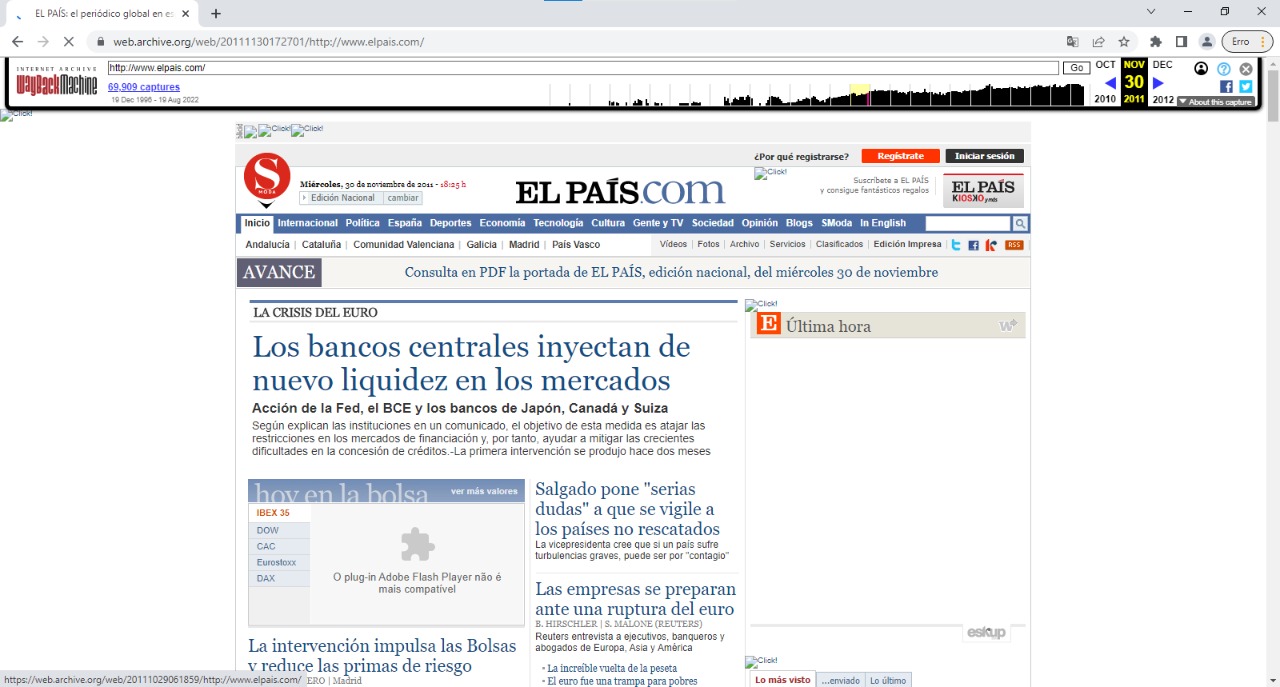 EL PAÍS: el periódico global en es
web.archive.org/web/20111130172701/http://www.elpais.com/
Erro
INTERNET ARCHIVE
WayBackMachine
http://www.elpais.com/
Go
69,909 captures
19 Dec 1996 - 19 Aug 2022
OCT NOV DEC
30
2010 2011 2012
About this capture
Click!
Click! Click!
¿Por qué registrarse? Regístrate Iniciar sesión
S
MODA
Miércoles, 30 de noviembre de 2011 - 18:25 h
Edición Nacional cambiar
EL PAÍS.com
Click!
Suscríbete a EL PAÍS
y consigue fantásticos regalos
EL PAÍS
KIOSKO y más
Inicio Internacional Política España Deportes Economía Tecnología Cultura Gente y TV Sociedad Opinión Blogs SModa In English
Andalucía | Cataluña | Comunidad Valenciana | Galicia | Madrid | País Vasco
Vídeos | Fotos | Archivo | Servicios | Clasificados | Edición Impresa
RSS
AVANCE
Consulta en PDF la portada de EL PAÍS, edición nacional, del miércoles 30 de noviembre
LA CRISIS DEL EURO
Los bancos centrales inyectan de
nuevo liquidez en los mercados
Acción de la Fed, el BCE y los bancos de Japón, Canadá y Suiza
Según explican las instituciones en un comunicado, el objetivo de esta medida es atajar las
restricciones en los mercados de financiación y, por tanto, ayudar a mitigar las crecientes
dificultades en la concesión de créditos.-La primera intervención se produjo hace dos meses
hoy en la bolsa
ver más valores
IBEX 35
DOW
CAC
Eurostoxx
DAX
O plug-in Adobe Flash Player não é
mais compatível
La intervención impulsa las Bolsas
y reduce las primas de riesgo
ERO | Madrid
Salgado pone "serias
dudas" a que se vigile a
los países no rescatados
La vicepresidenta cree que si un país sufre
turbulencias graves, puede ser por "contagio"
Las empresas se preparan
ante una ruptura del euro
B. HIRSCHLER | S. MALONE (REUTERS)
Reuters entrevista a ejecutivos, banqueros y
abogados de Europa, Asia y América
La increíble vuelta de la peseta
El euro fue una trampa para pobres
Click!
E Última hora
eskup
Click!
Lo más visto ...enviado Lo último
https://web.archive.org/web/20111029061859/http://www.elpais.com/